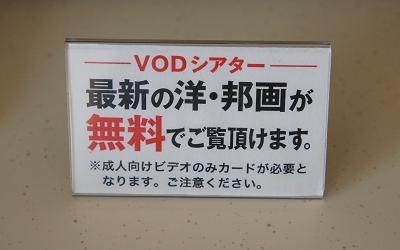 VODシアター
最新の洋・邦画が
無料でご覧頂けます。
※成人向けビデオのみカードが必要と
なります。ご注意ください。